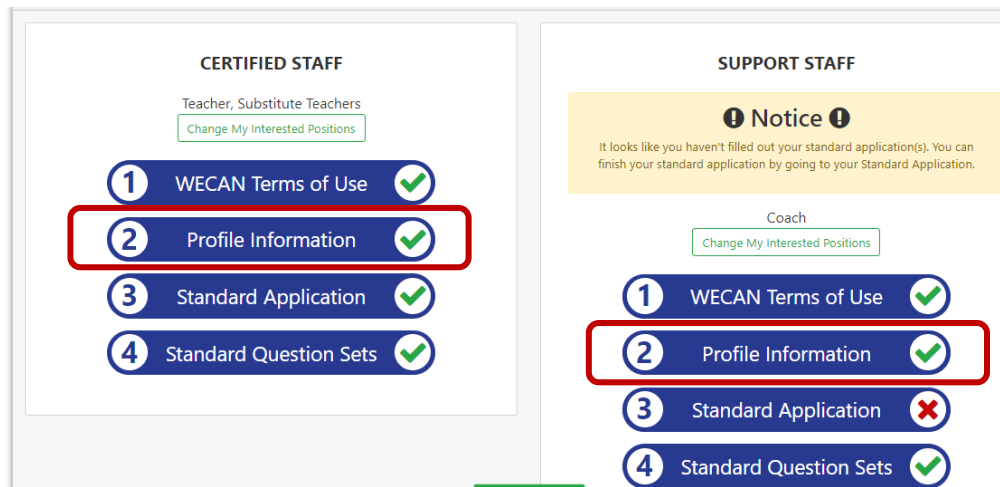 CERTIFIED STAFF
Teacher, Substitute Teachers
Change My Interested Positions
1 WECAN Terms of Use
2 Profile Information
3 Standard Application
4 Standard Question Sets
SUPPORT STAFF
Notice
It looks like you haven't filled out your standard application(s). You can
finish your standard application by going to your Standard Application.
Coach
Change My Interested Positions
1 WECAN Terms of Use
2 Profile Information
3 Standard Application
4 Standard Question Sets